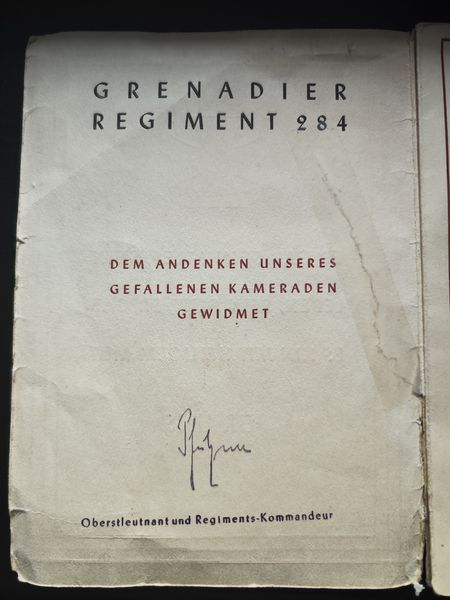 GRENADIER
REGIMENT 284
DEM ANDENKEN UNSERES
GEFALLENEN KAMERADEN
GEWIDMET
Oberstleutnant und Regiments-Kommandeur